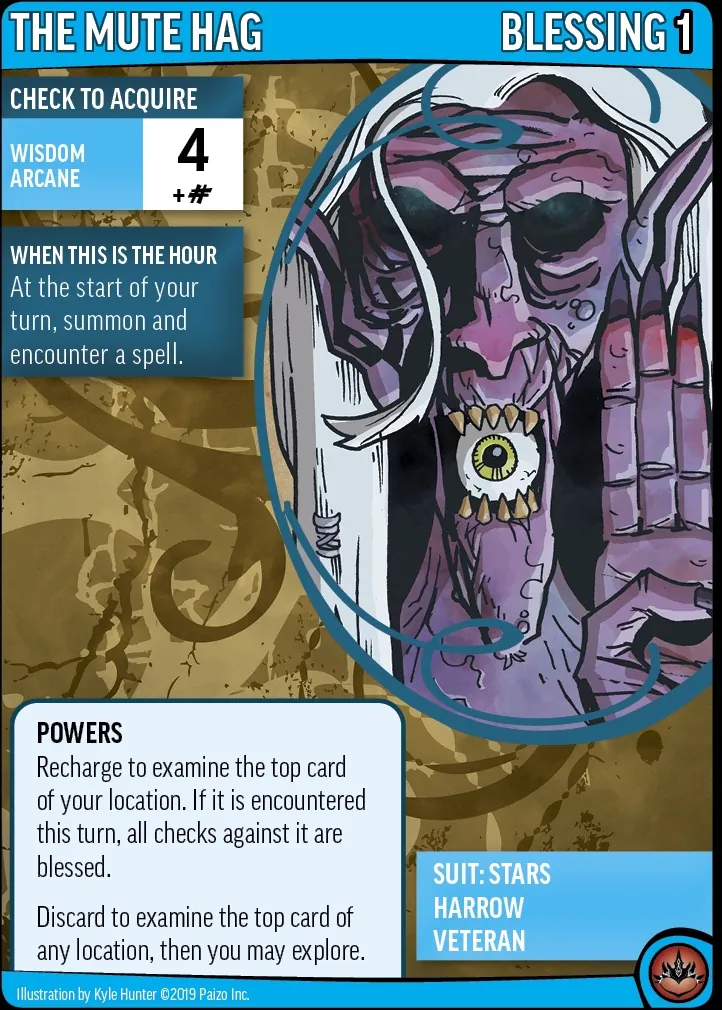 THE MUTE HAG BLESSING 1
CHECK TO ACQUIRE
WISDOM
ARCANE
4
+#
WHEN THIS IS THE HOUR
At the start of your
turn, summon and
encounter a spell.
POWERS
Recharge to examine the top card
of your location. If it is encountered
this turn, all checks against it are
blessed.
Discard to examine the top card of
any location, then you may explore.
SUIT: STARS
HARROW
VETERAN
Illustration by Kyle Hunter ©2019 Paizo Inc.